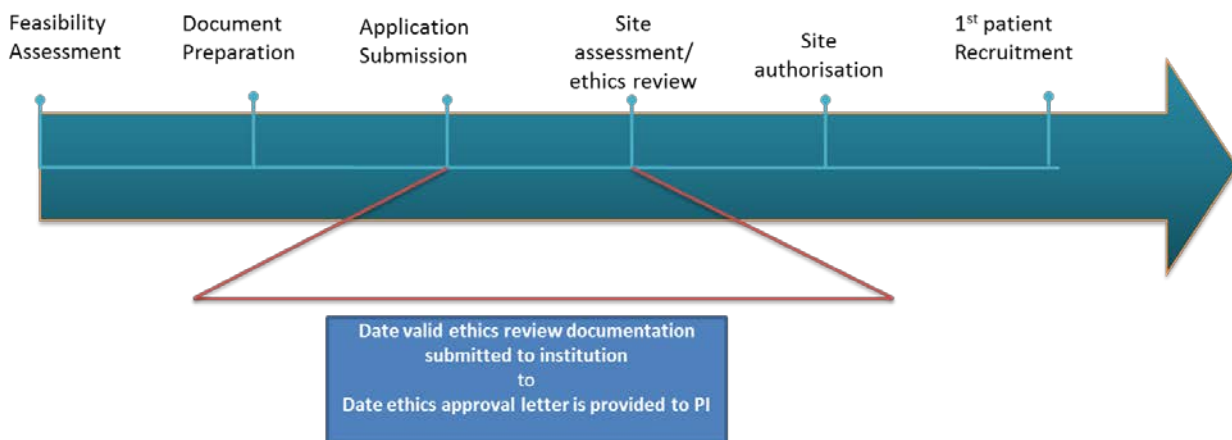 Feasibility
Assessment
Document
Preparation
Application
Submission
Site
assessment/
ethics review
Site
authorisation
1st patient
Recruitment
Date valid ethics review documentation
submitted to institution
to
Date ethics approval letter is provided to PI